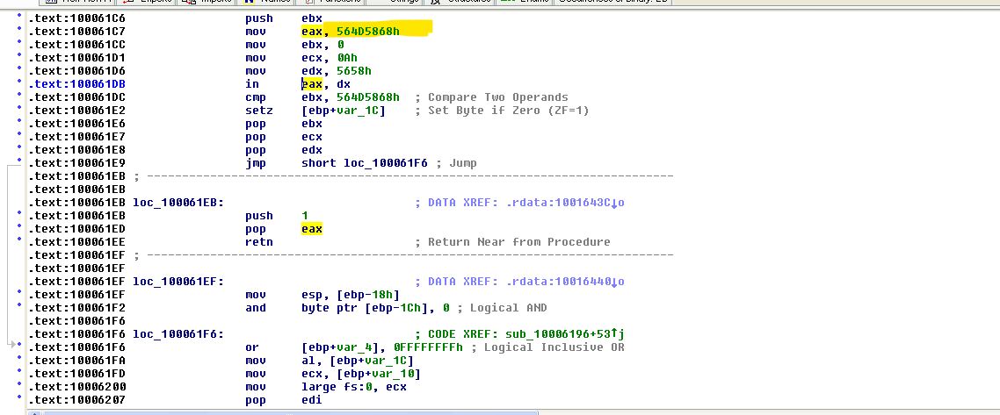 .text:100061C6 push ebx
.text:100061C7 mov eax, 564D5868h
.text:100061CC mov ebx, 0
.text:100061D1 mov ecx, 0Ah
.text:100061D6 mov edx, 5658h
.text:100061DB in eax, dx
.text:100061DC cmp ebx, 564D5868h ; Compare Two Operands
.text:100061E2 setz [ebp+var_1C] ; Set Byte if Zero (ZF=1)
.text:100061E6 pop ebx
.text:100061E7 pop ecx
.text:100061E8 pop edx
.text:100061E9 jmp short loc_100061F6 ; Jump
.text:100061EB ; ---------------------------------------------------------------------------
.text:100061EB
.text:100061EB loc_100061EB: ; DATA XREF: .rdata:1001643C↓o
.text:100061EB push 1
.text:100061ED pop eax
.text:100061EE retn ; Return Near from Procedure
.text:100061EF ; ---------------------------------------------------------------------------
.text:100061EF
.text:100061EF loc_100061EF: ; DATA XREF: .rdata:10016440↓o
.text:100061EF mov esp, [ebp-18h]
.text:100061F2 and byte ptr [ebp-1Ch], 0 ; Logical AND
.text:100061F6
.text:100061F6 loc_100061F6: ; CODE XREF: sub_10006196+53↑j
.text:100061F6 or [ebp+var_4], 0FFFFFFFFh ; Logical Inclusive OR
.text:100061FA mov al, [ebp+var_1C]
.text:100061FD mov ecx, [ebp+var_10]
.text:10006200 mov large fs:0, ecx
.text:10006207 pop edi